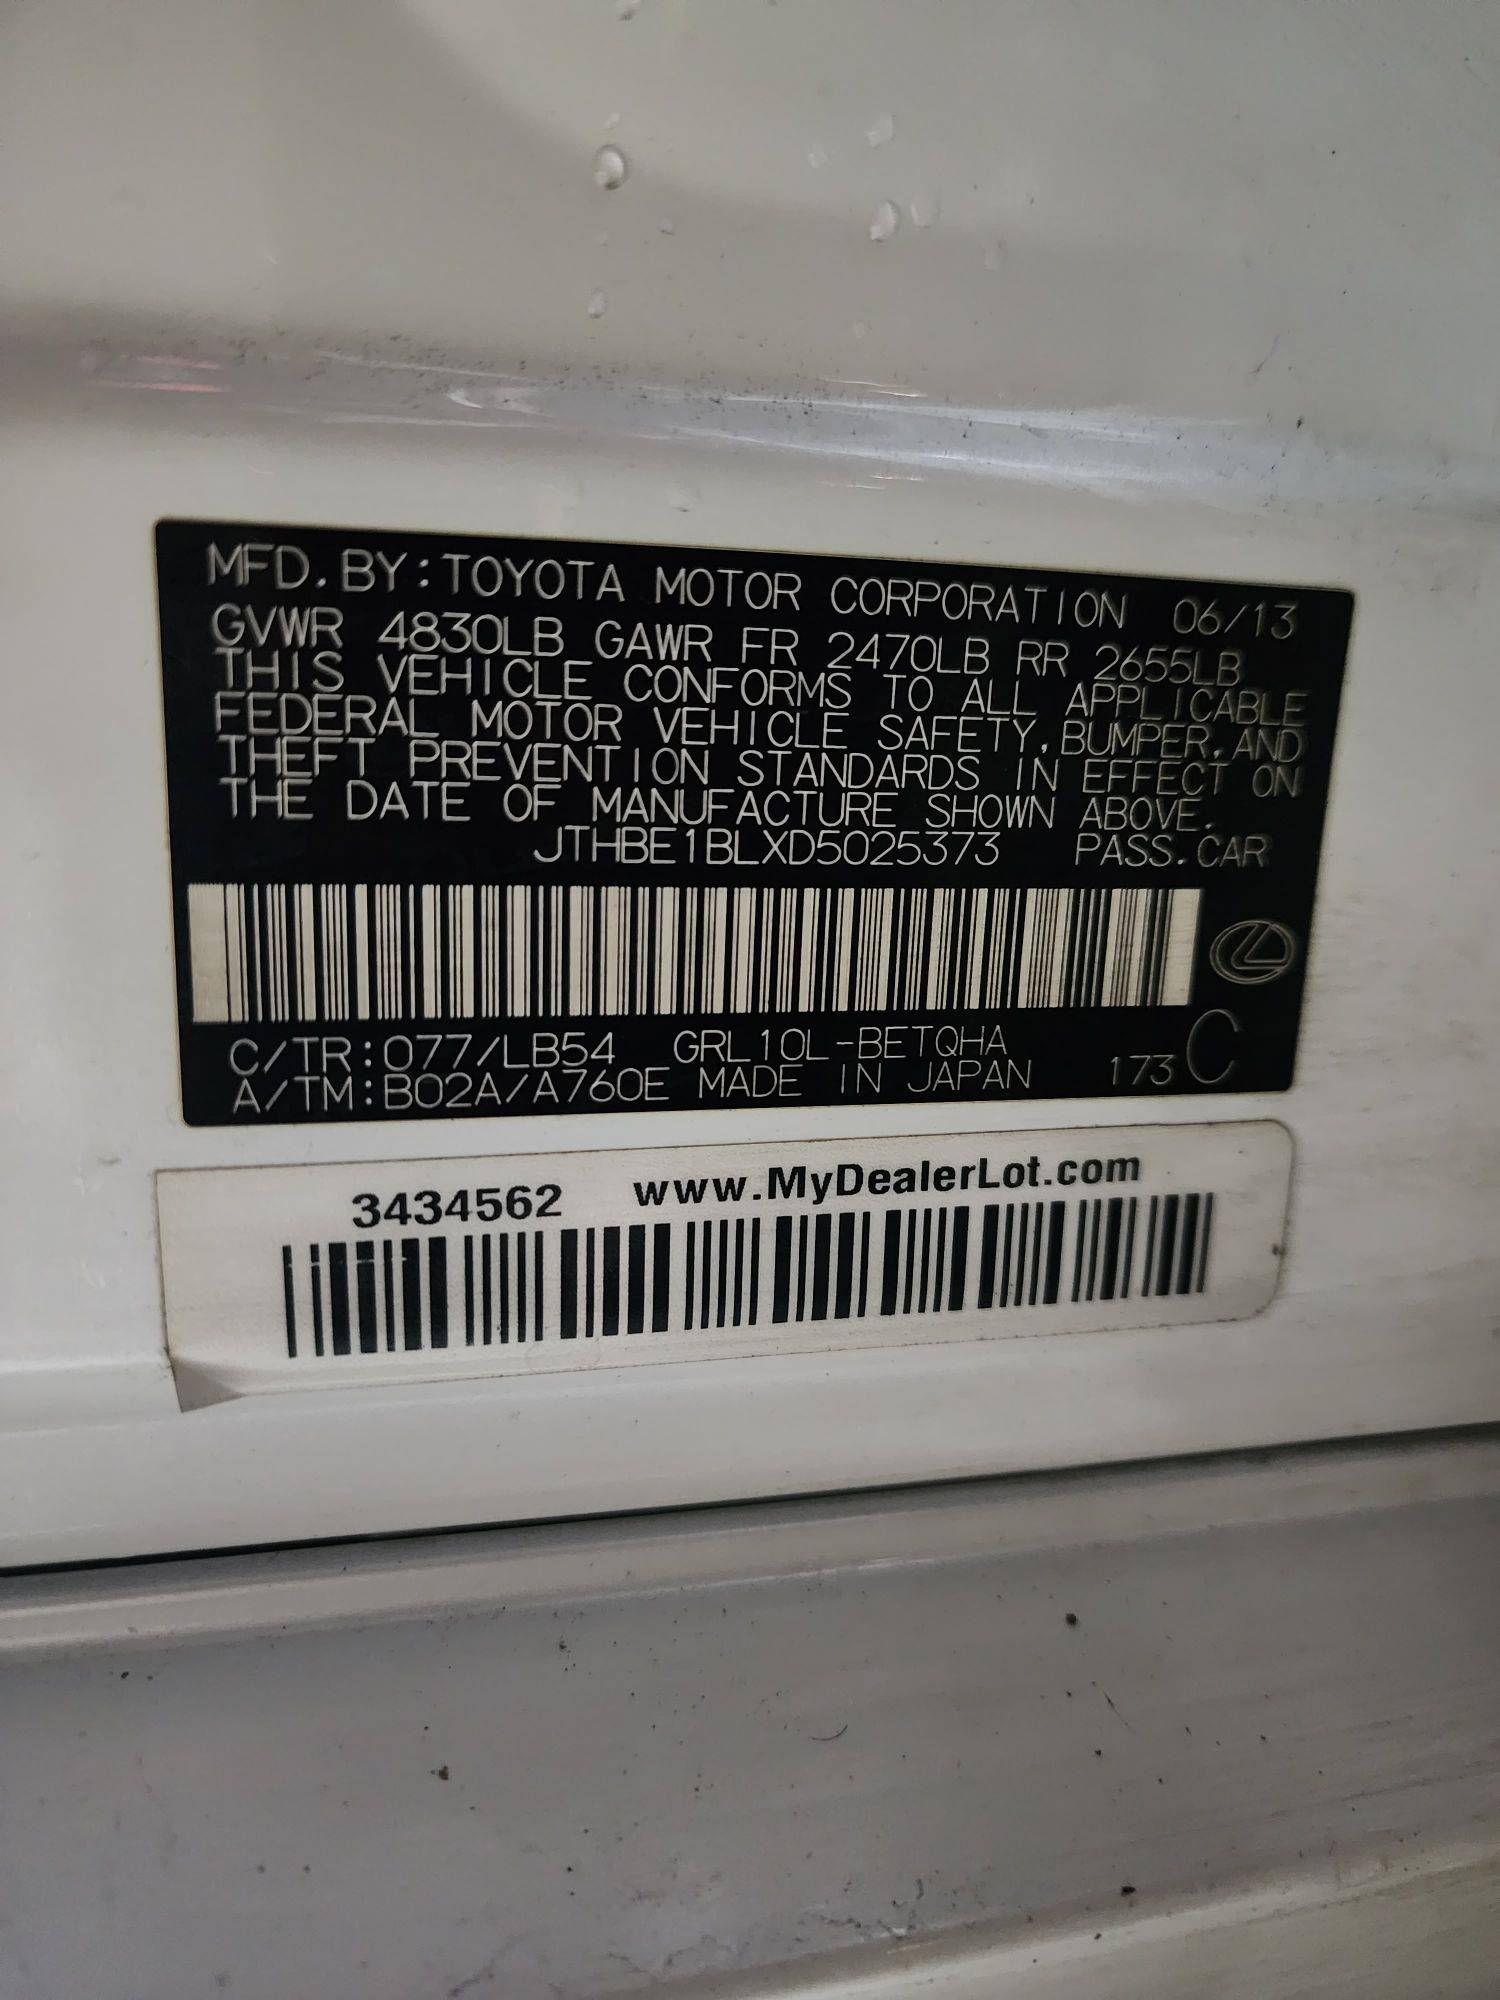 MFD. BY: TOYOTA MOTOR CORPORATION 06/13
GVWR 4830LB GAWR FR 2470LB RR 2655LB
THIS VEHICLE CONFORMS TO ALL APPLICABLE
FEDERAL MOTOR VEHICLE SAFETY, BUMPER, AND
THEFT PREVENTION STANDARDS IN EFFECT ON
THE DATE OF MANUFACTURE SHOWN ABOVE.
JTHBE1BLXD5025373 PASS. CAR
C/TR: 077/LB54 GRL10L-BETQHA
A/TM: B02A/A760E MADE IN JAPAN 173 C
3434562 www.MyDealerLot.com